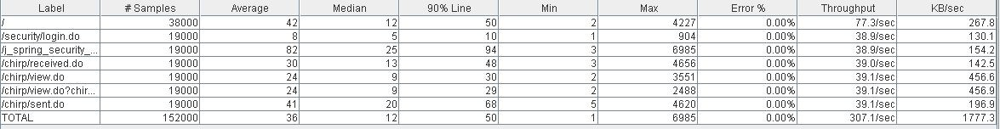 Label # Samples Average Median 90% Line Min Max Error % Throughput KB/sec
/ 38000 42 12 50 2 4227 0.00% 77.3/sec 267.8
/security/login.do 19000 8 5 10 1 904 0.00% 38.9/sec 130.1
/j_spring_security_... 19000 82 25 94 3 6985 0.00% 38.9/sec 154.2
/chirp/received.do 19000 30 13 48 3 4656 0.00% 39.0/sec 142.5
/chirp/view.do 19000 24 9 30 2 3551 0.00% 39.1/sec 456.6
/chirp/view.do?chir... 19000 24 9 29 2 2488 0.00% 39.1/sec 456.9
/chirp/sent.do 19000 41 20 68 5 4620 0.00% 39.1/sec 196.9
TOTAL 152000 36 12 50 1 6985 0.00% 307.1/sec 1777.3